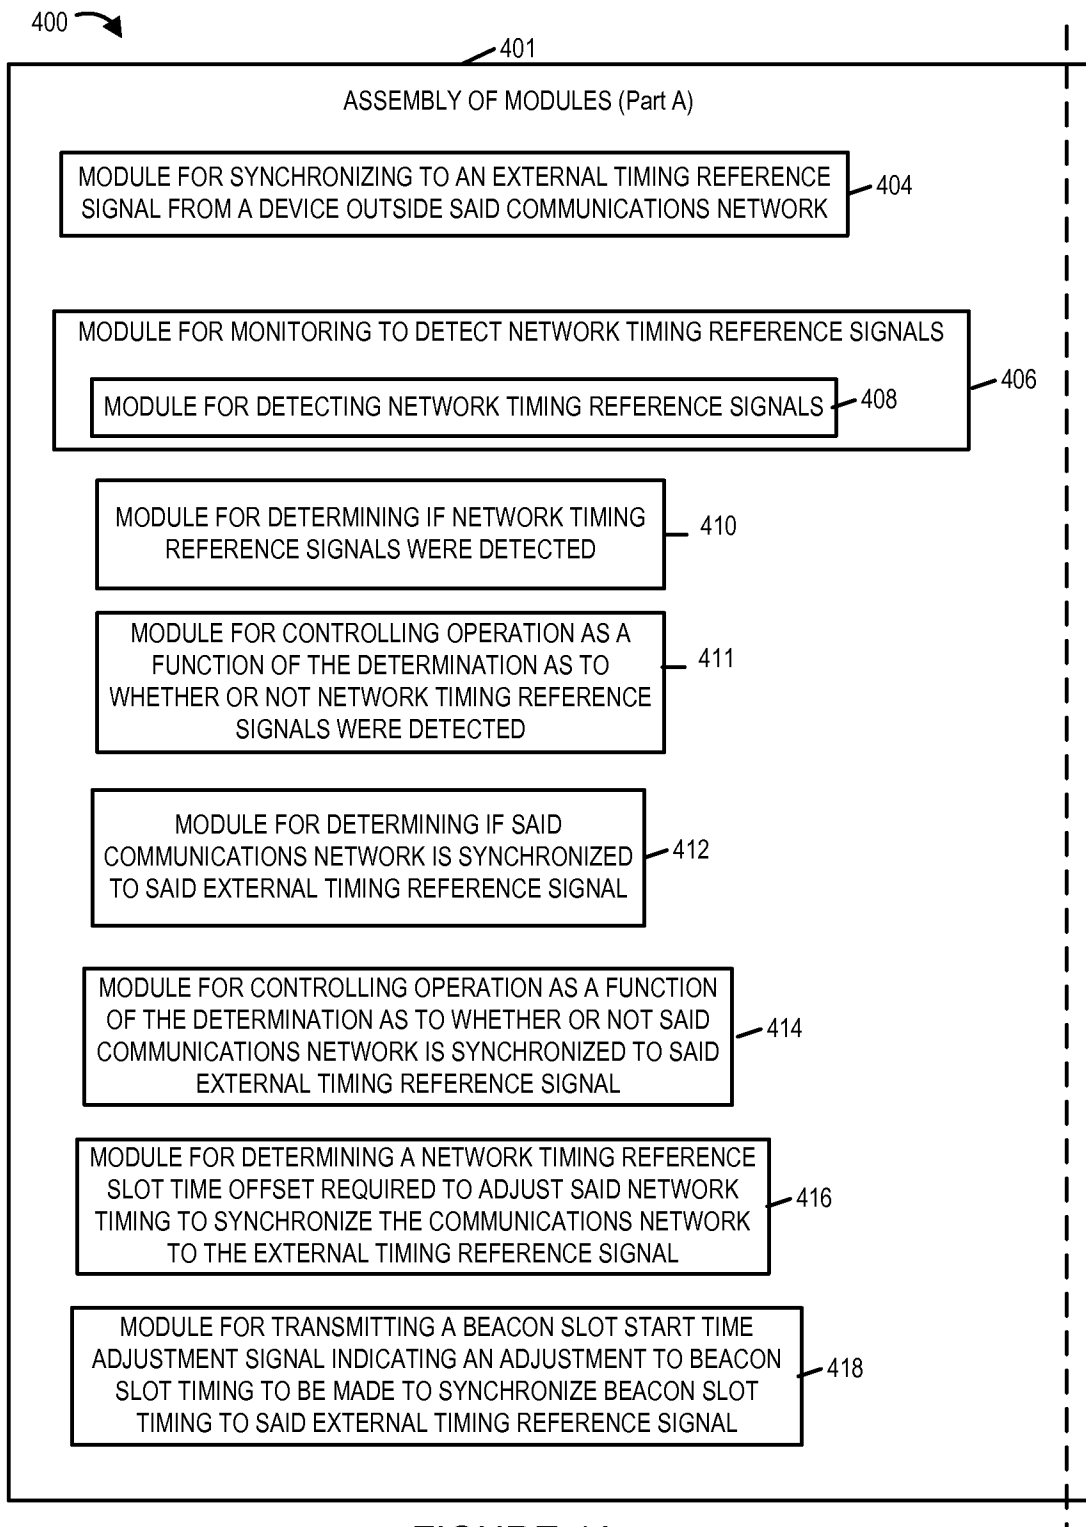 400
401
ASSEMBLY OF MODULES (Part A)
MODULE FOR SYNCHRONIZING TO AN EXTERNAL TIMING REFERENCE
SIGNAL FROM A DEVICE OUTSIDE SAID COMMUNICATIONS NETWORK
404
MODULE FOR MONITORING TO DETECT NETWORK TIMING REFERENCE SIGNALS
406
MODULE FOR DETECTING NETWORK TIMING REFERENCE SIGNALS
408
MODULE FOR DETERMINING IF NETWORK TIMING
REFERENCE SIGNALS WERE DETECTED
410
MODULE FOR CONTROLLING OPERATION AS A
FUNCTION OF THE DETERMINATION AS TO
WHETHER OR NOT NETWORK TIMING REFERENCE
SIGNALS WERE DETECTED
411
MODULE FOR DETERMINING IF SAID
COMMUNICATIONS NETWORK IS SYNCHRONIZED
TO SAID EXTERNAL TIMING REFERENCE SIGNAL
412
MODULE FOR CONTROLLING OPERATION AS A FUNCTION
OF THE DETERMINATION AS TO WHETHER OR NOT SAID
COMMUNICATIONS NETWORK IS SYNCHRONIZED TO SAID
EXTERNAL TIMING REFERENCE SIGNAL
414
MODULE FOR DETERMINING A NETWORK TIMING REFERENCE
SLOT TIME OFFSET REQUIRED TO ADJUST SAID NETWORK
TIMING TO SYNCHRONIZE THE COMMUNICATIONS NETWORK
TO THE EXTERNAL TIMING REFERENCE SIGNAL
416
MODULE FOR TRANSMITTING A BEACON SLOT START TIME
ADJUSTMENT SIGNAL INDICATING AN ADJUSTMENT TO BEACON
SLOT TIMING TO BE MADE TO SYNCHRONIZE BEACON SLOT
TIMING TO SAID EXTERNAL TIMING REFERENCE SIGNAL
418